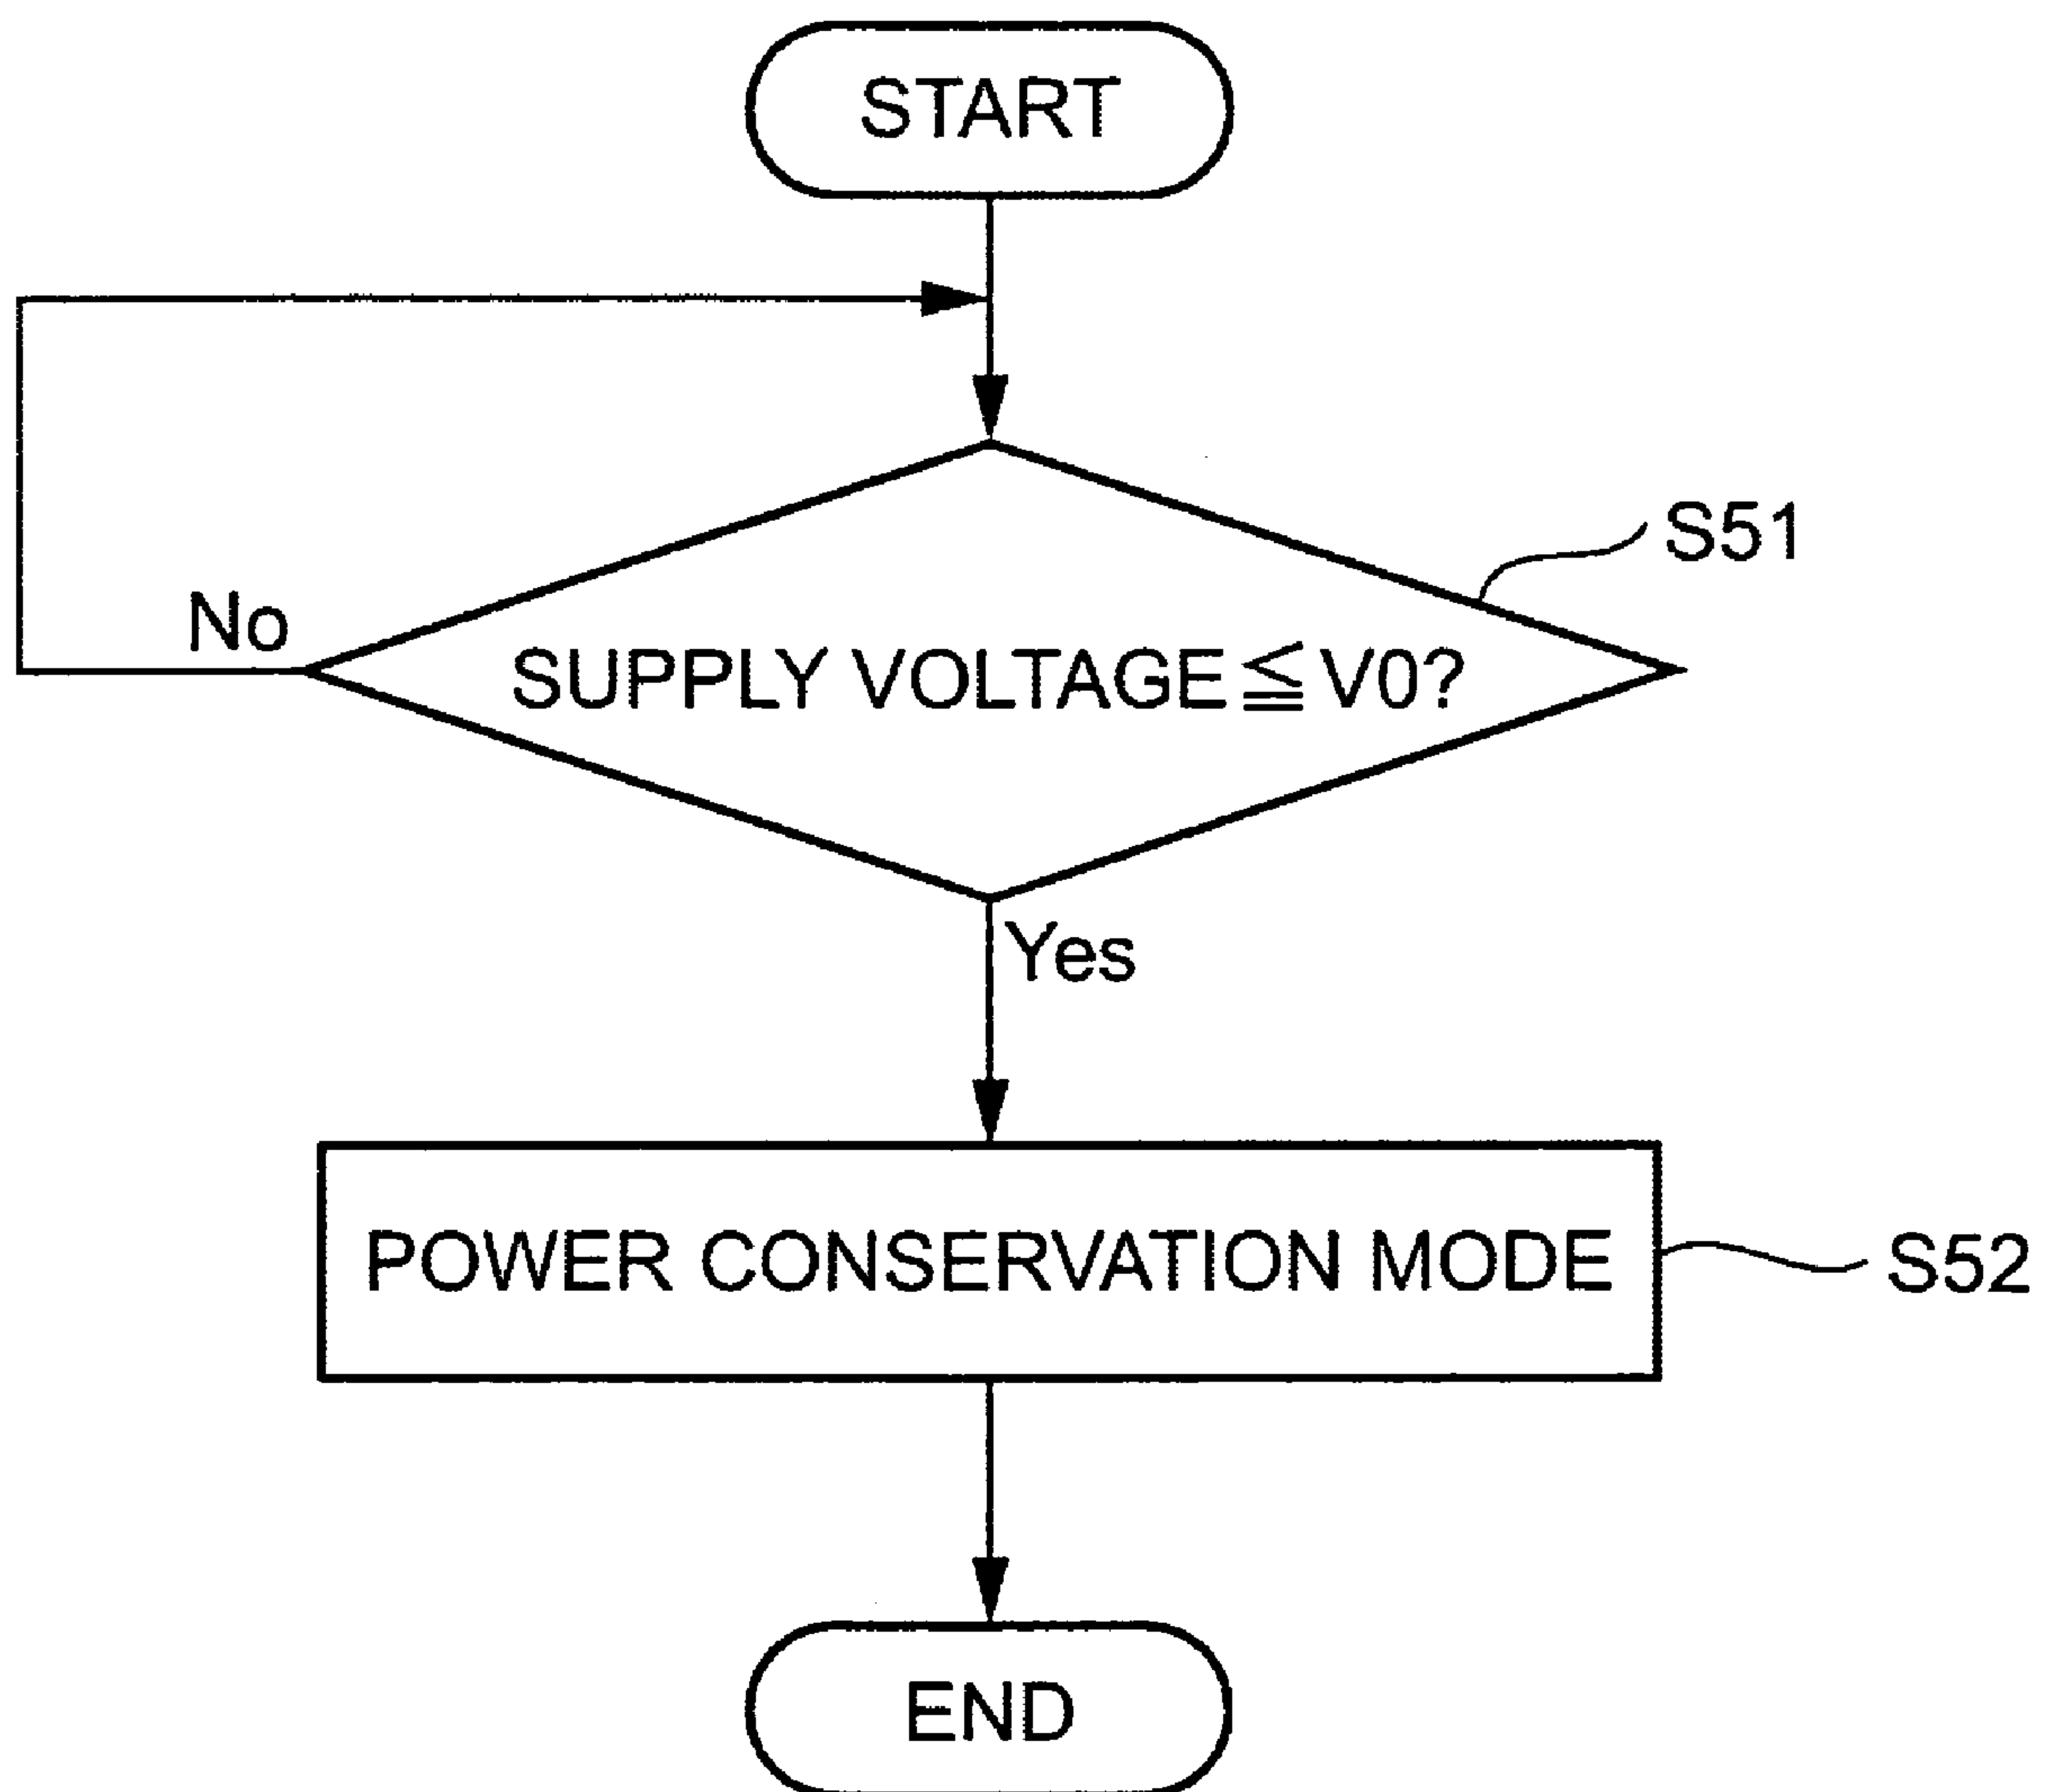 START
S51
No
SUPPLY VOLTAGE≦V0?
Yes
POWER CONSERVATION MODE
S52
END